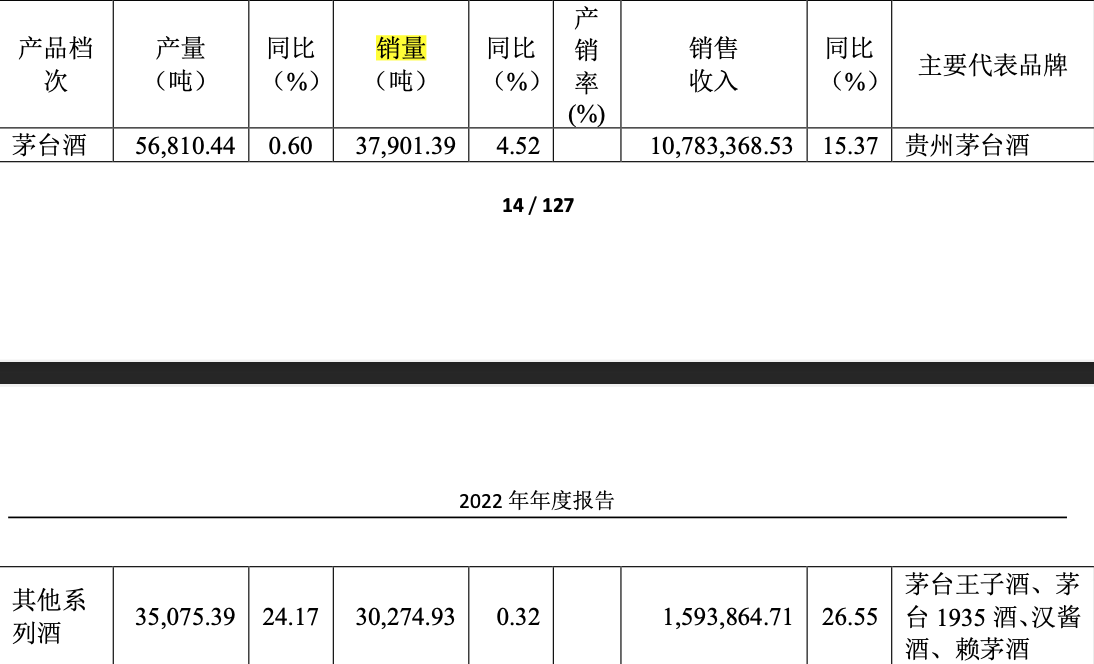 产品档次 产量（吨） 同比（%） 销量（吨） 同比（%） 产销率(%) 销售收入 同比（%） 主要代表品牌
茅台酒 56,810.44 0.60 37,901.39 4.52 10,783,368.53 15.37 贵州茅台酒
14 / 127
2022 年年度报告
其他系列酒 35,075.39 24.17 30,274.93 0.32 1,593,864.71 26.55 茅台王子酒、茅台 1935 酒、汉酱酒、赖茅酒